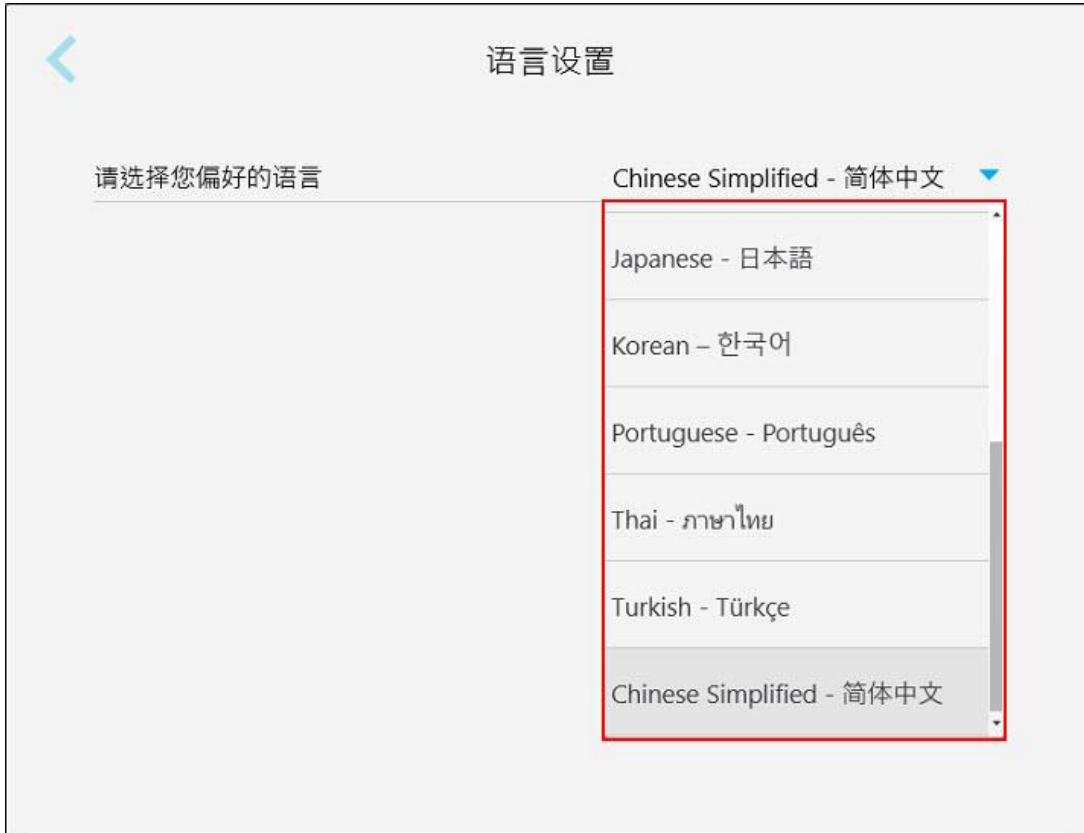 语言设置
请选择您偏好的语言 Chinese Simplified - 简体中文
Japanese - 日本語
Korean – 한국어
Portuguese - Português
Thai - ภาษาไทย
Turkish - Türkçe
Chinese Simplified - 简体中文